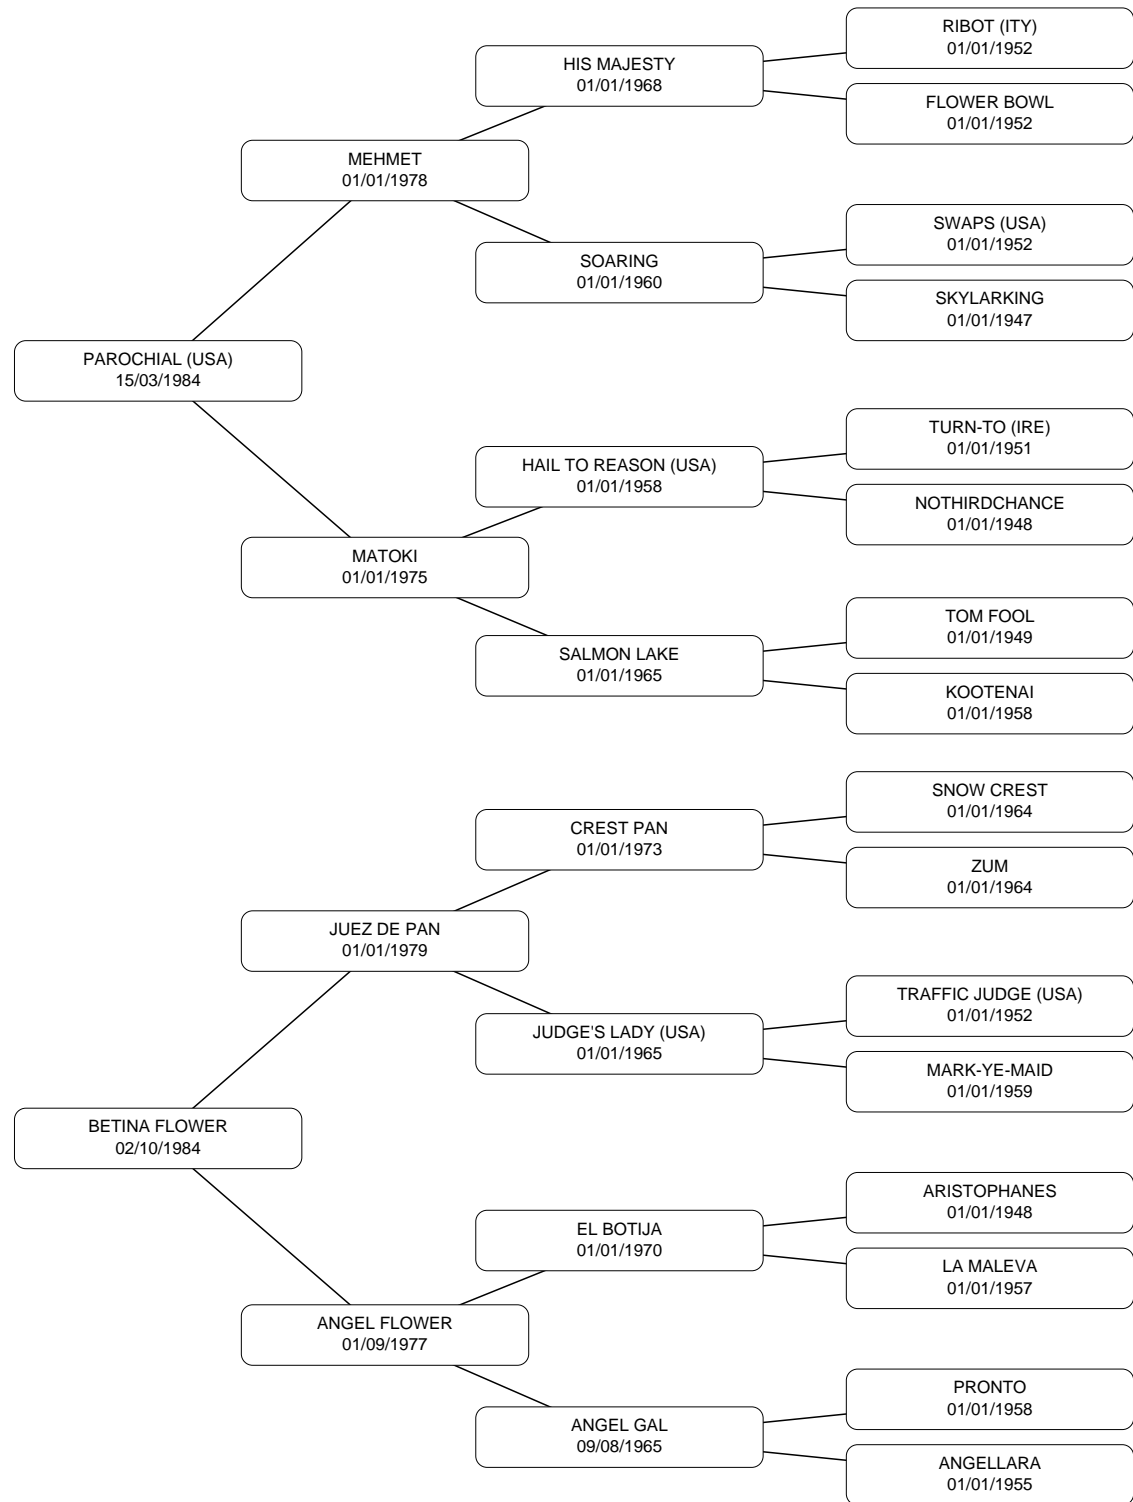 RIBOT (ITY)
01/01/1952
HIS MAJESTY
01/01/1968
FLOWER BOWL
01/01/1952
MEHMET
01/01/1978
SWAPS (USA)
01/01/1952
SOARING
01/01/1960
SKYLARKING
01/01/1947
PAROCHIAL (USA)
15/03/1984
TURN-TO (IRE)
01/01/1951
HAIL TO REASON (USA)
01/01/1958
NOTHIRDCHANCE
01/01/1948
MATOKI
01/01/1975
TOM FOOL
01/01/1949
SALMON LAKE
01/01/1965
KOOTENAI
01/01/1958
SNOW CREST
01/01/1964
CREST PAN
01/01/1973
ZUM
01/01/1964
JUEZ DE PAN
01/01/1979
TRAFFIC JUDGE (USA)
01/01/1952
JUDGE'S LADY (USA)
01/01/1965
MARK-YE-MAID
01/01/1959
BETINA FLOWER
02/10/1984
ARISTOPHANES
01/01/1948
EL BOTIJA
01/01/1970
LA MALEVA
01/01/1957
ANGEL FLOWER
01/09/1977
PRONTO
01/01/1958
ANGEL GAL
09/08/1965
ANGELLARA
01/01/1955